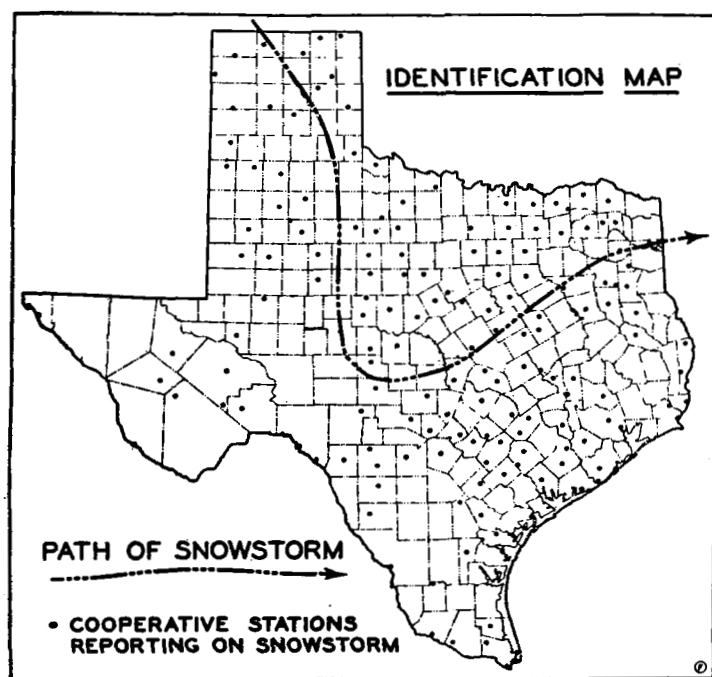 IDENTIFICATION MAP
PATH OF SNOWSTORM
• COOPERATIVE STATIONS
REPORTING ON SNOWSTORM